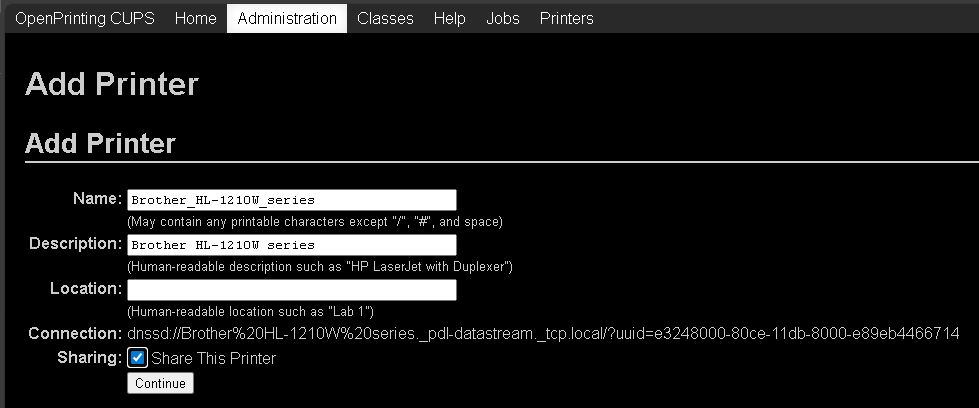 OpenPrinting CUPS Home Administration Classes Help Jobs Printers
Add Printer
Add Printer
Name: Brother_HL-1210W_series
(May contain any printable characters except "/", "#", and space)
Description: Brother HL-1210W series
(Human-readable description such as "HP LaserJet with Duplexer")
Location:
(Human-readable location such as "Lab 1")
Connection: dnssd://Brother%20HL-1210W%20series._pdl-datastream._tcp.local/?uuid=e3248000-80ce-11db-8000-e89eb4466714
Sharing: Share This Printer
Continue